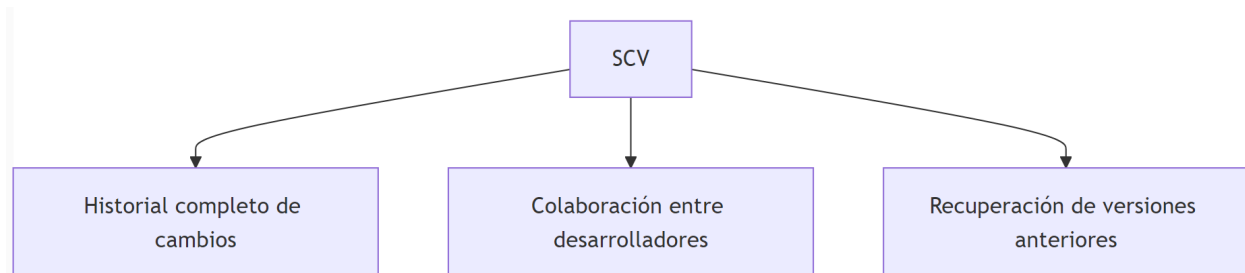 SCV
Historial completo de
cambios
Colaboración entre
desarrolladores
Recuperación de versiones
anteriores